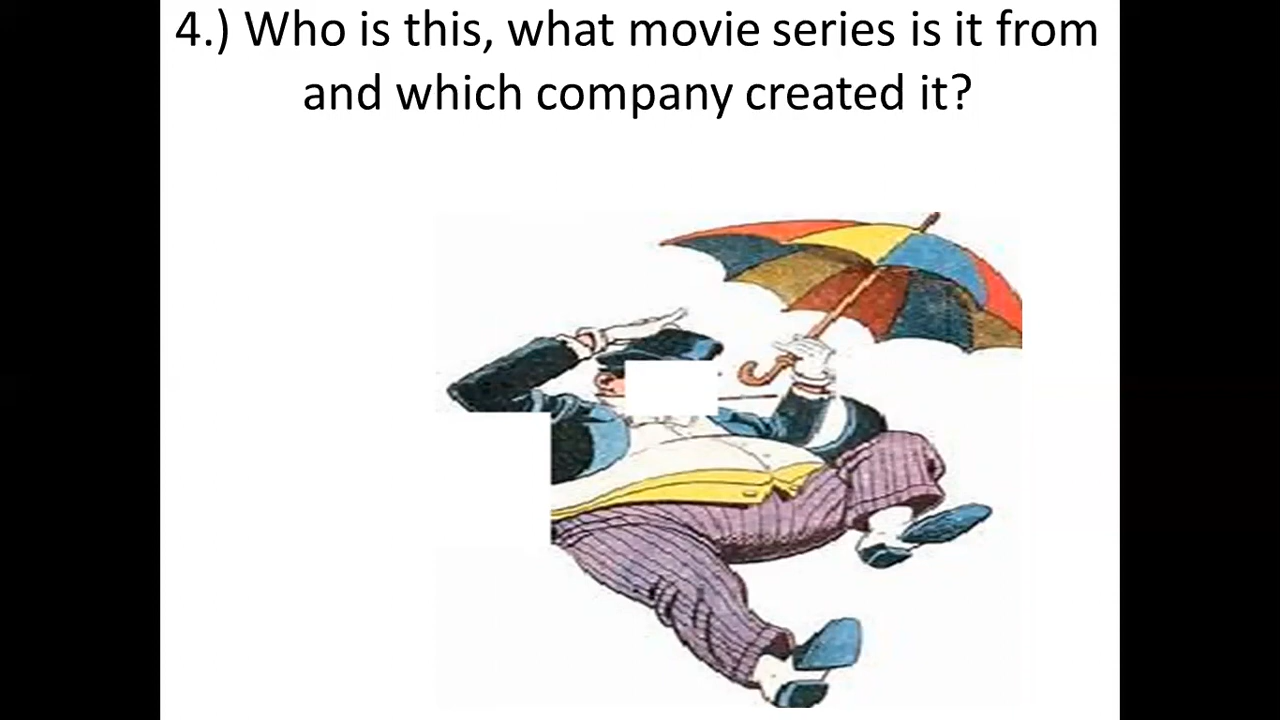 4.) Who is this, what movie series is it from
and which company created it?